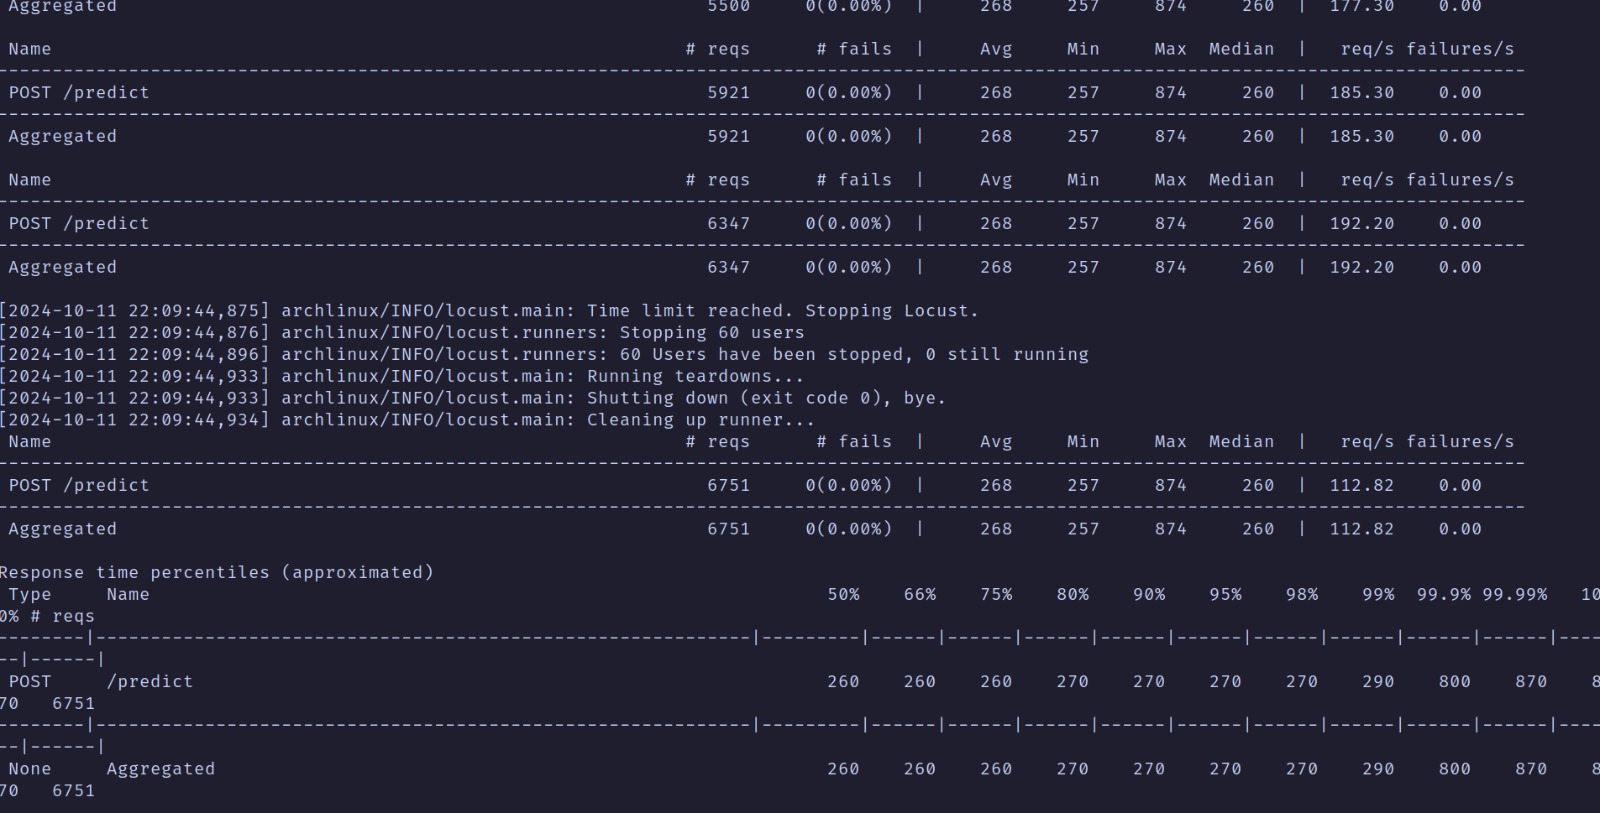 Aggregated 5500 0(0.00%) | 268 257 874 260 | 177.30 0.00
Name # reqs # fails | Avg Min Max Median | req/s failures/s
POST /predict 5921 0(0.00%) | 268 257 874 260 | 185.30 0.00
Aggregated 5921 0(0.00%) | 268 257 874 260 | 185.30 0.00
Name # reqs # fails | Avg Min Max Median | req/s failures/s
POST /predict 6347 0(0.00%) | 268 257 874 260 | 192.20 0.00
Aggregated 6347 0(0.00%) | 268 257 874 260 | 192.20 0.00
[2024-10-11 22:09:44,875] archlinux/INFO/locust.main: Time limit reached. Stopping Locust.
[2024-10-11 22:09:44,876] archlinux/INFO/locust.runners: Stopping 60 users
[2024-10-11 22:09:44,896] archlinux/INFO/locust.runners: 60 Users have been stopped, 0 still running
[2024-10-11 22:09:44,933] archlinux/INFO/locust.main: Running teardowns...
[2024-10-11 22:09:44,933] archlinux/INFO/locust.main: Shutting down (exit code 0), bye.
[2024-10-11 22:09:44,934] archlinux/INFO/locust.main: Cleaning up runner...
Name # reqs # fails | Avg Min Max Median | req/s failures/s
POST /predict 6751 0(0.00%) | 268 257 874 260 | 112.82 0.00
Aggregated 6751 0(0.00%) | 268 257 874 260 | 112.82 0.00
Response time percentiles (approximated)
Type Name 50% 66% 75% 80% 90% 95% 98% 99% 99.9% 99.99% 10
0% # reqs
POST /predict 260 260 260 270 270 270 270 290 800 870 8
70 6751
None Aggregated 260 260 260 270 270 270 270 290 800 870 8
70 6751